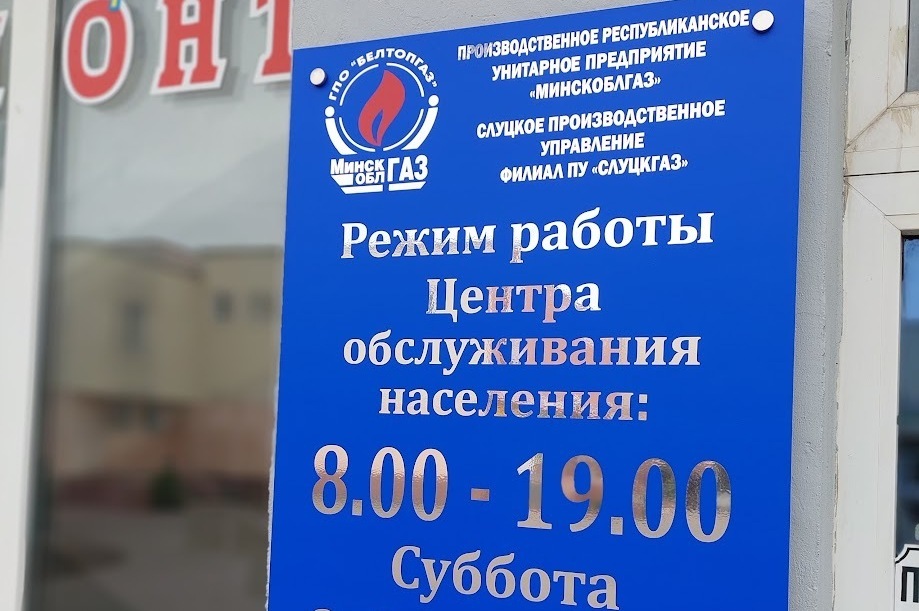 ОНТ
ГПО "БЕЛТОПГАЗ"
МИНСК
ОБЛ ГАЗ
ПРОИЗВОДСТВЕННОЕ РЕСПУБЛИКАНСКОЕ
УНИТАРНОЕ ПРЕДПРИЯТИЕ
«МИНСКОБЛГАЗ»
СЛУЦКОЕ ПРОИЗВОДСТВЕННОЕ
УПРАВЛЕНИЕ
ФИЛИАЛ ПУ «СЛУЦКГАЗ»
Режим работы
Центра
обслуживания
населения:
8.00 - 19.00
Суббота